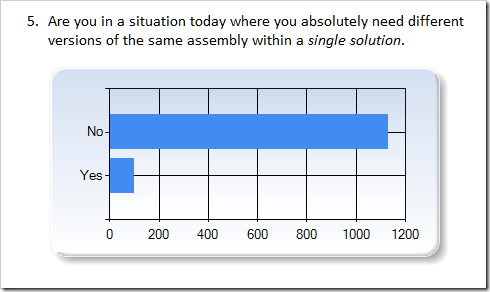 5. Are you in a situation today where you absolutely need different
versions of the same assembly within a single solution.
No
Yes
0 200 400 600 800 1000 1200